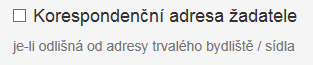 Korespondenční adresa žadatele
je-li odlišná od adresy trvalého bydliště / sídla